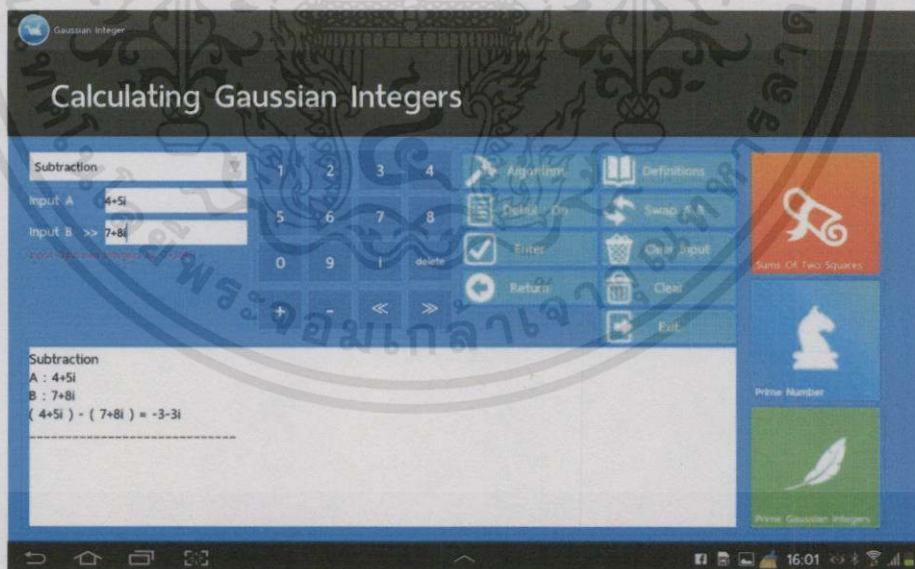 Gaussian Integer
Calculating Gaussian Integers
Subtraction
Input A 4+5i
Input B >> 7+8i
1 2 3 4
5 6 7 8
0 9 i delete
+ - << >>
Algorithm
Definitions
Detail : On
Swap
Enter
Clear Input
Return
Clear
Exit
Sums Of Two Squares
Prime Number
Prime Gaussian Integers
Subtraction
A : 4+5i
B : 7+8i
( 4+5i ) - ( 7+8i ) = -3-3i
------------------------------
16:01